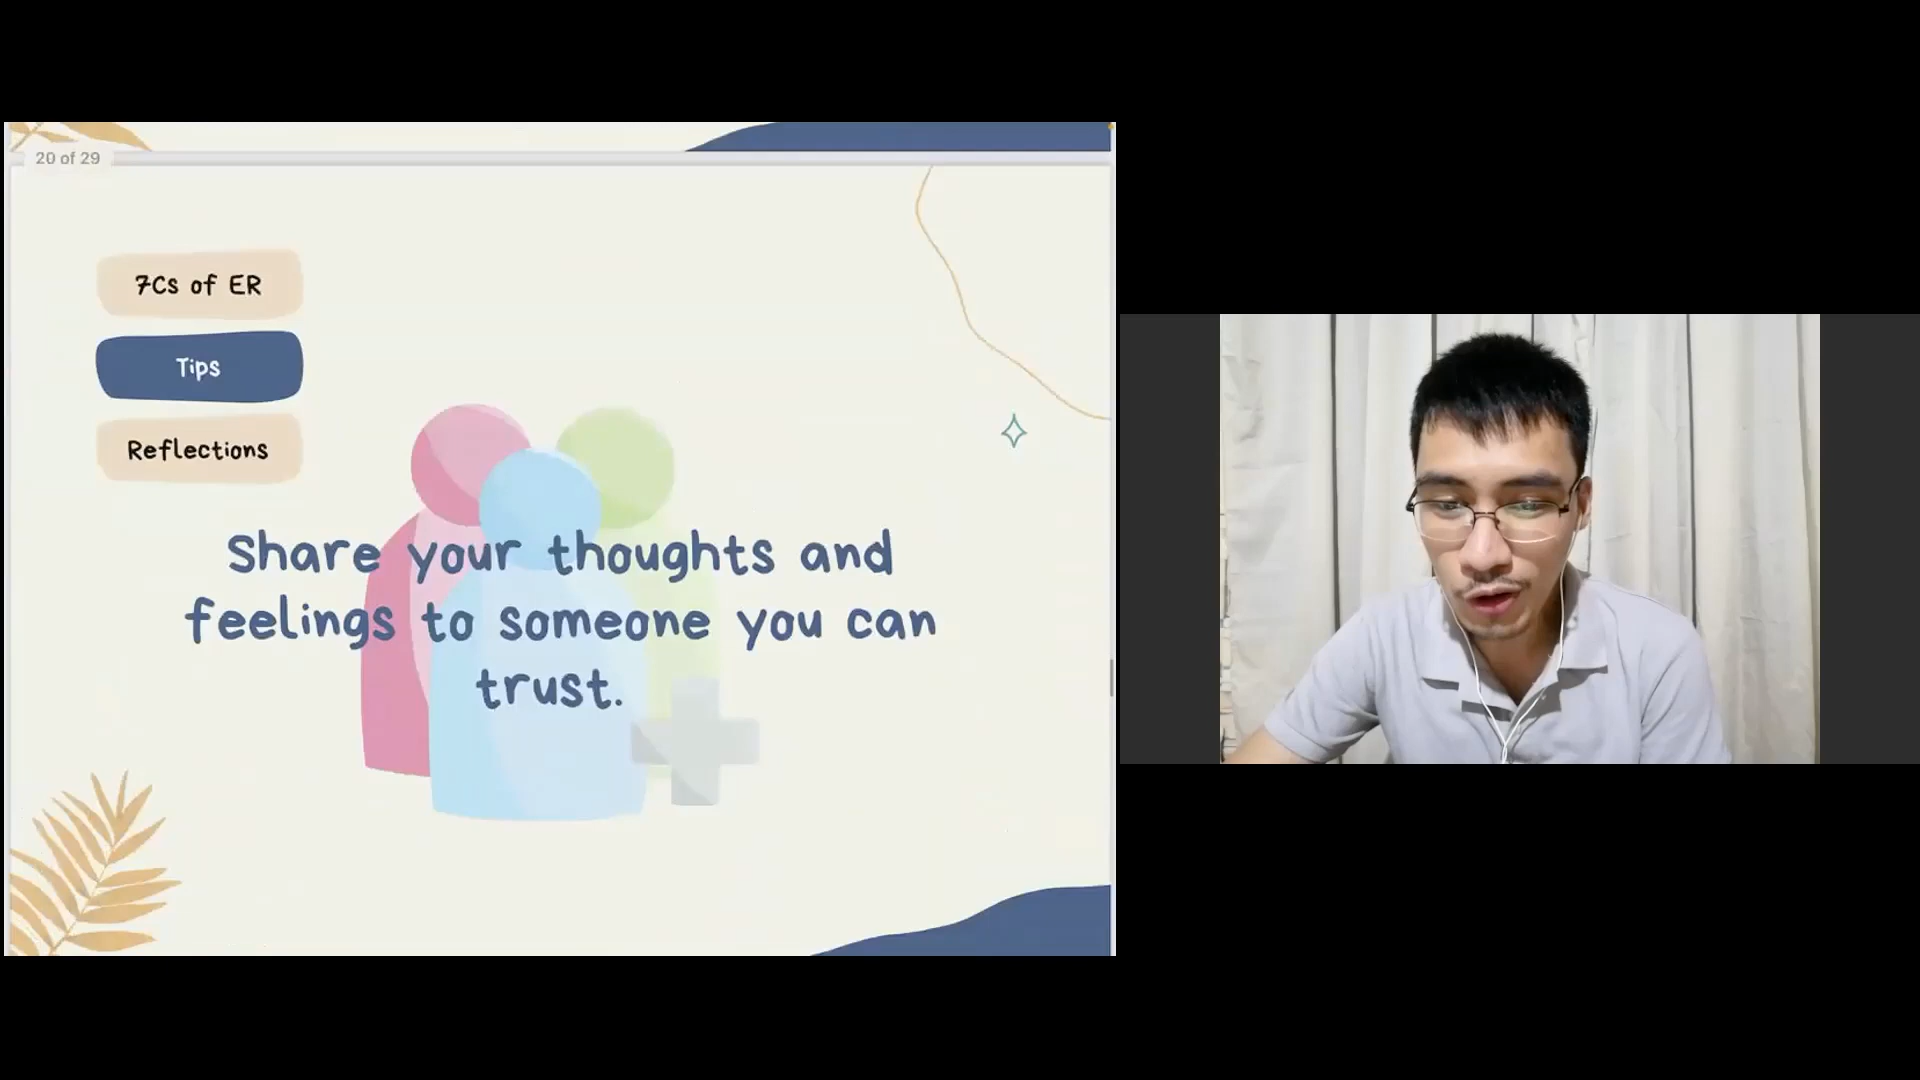 20 of 29
7Cs of ER
Tips
Reflections
Share your thoughts and
feelings to someone you can
trust.